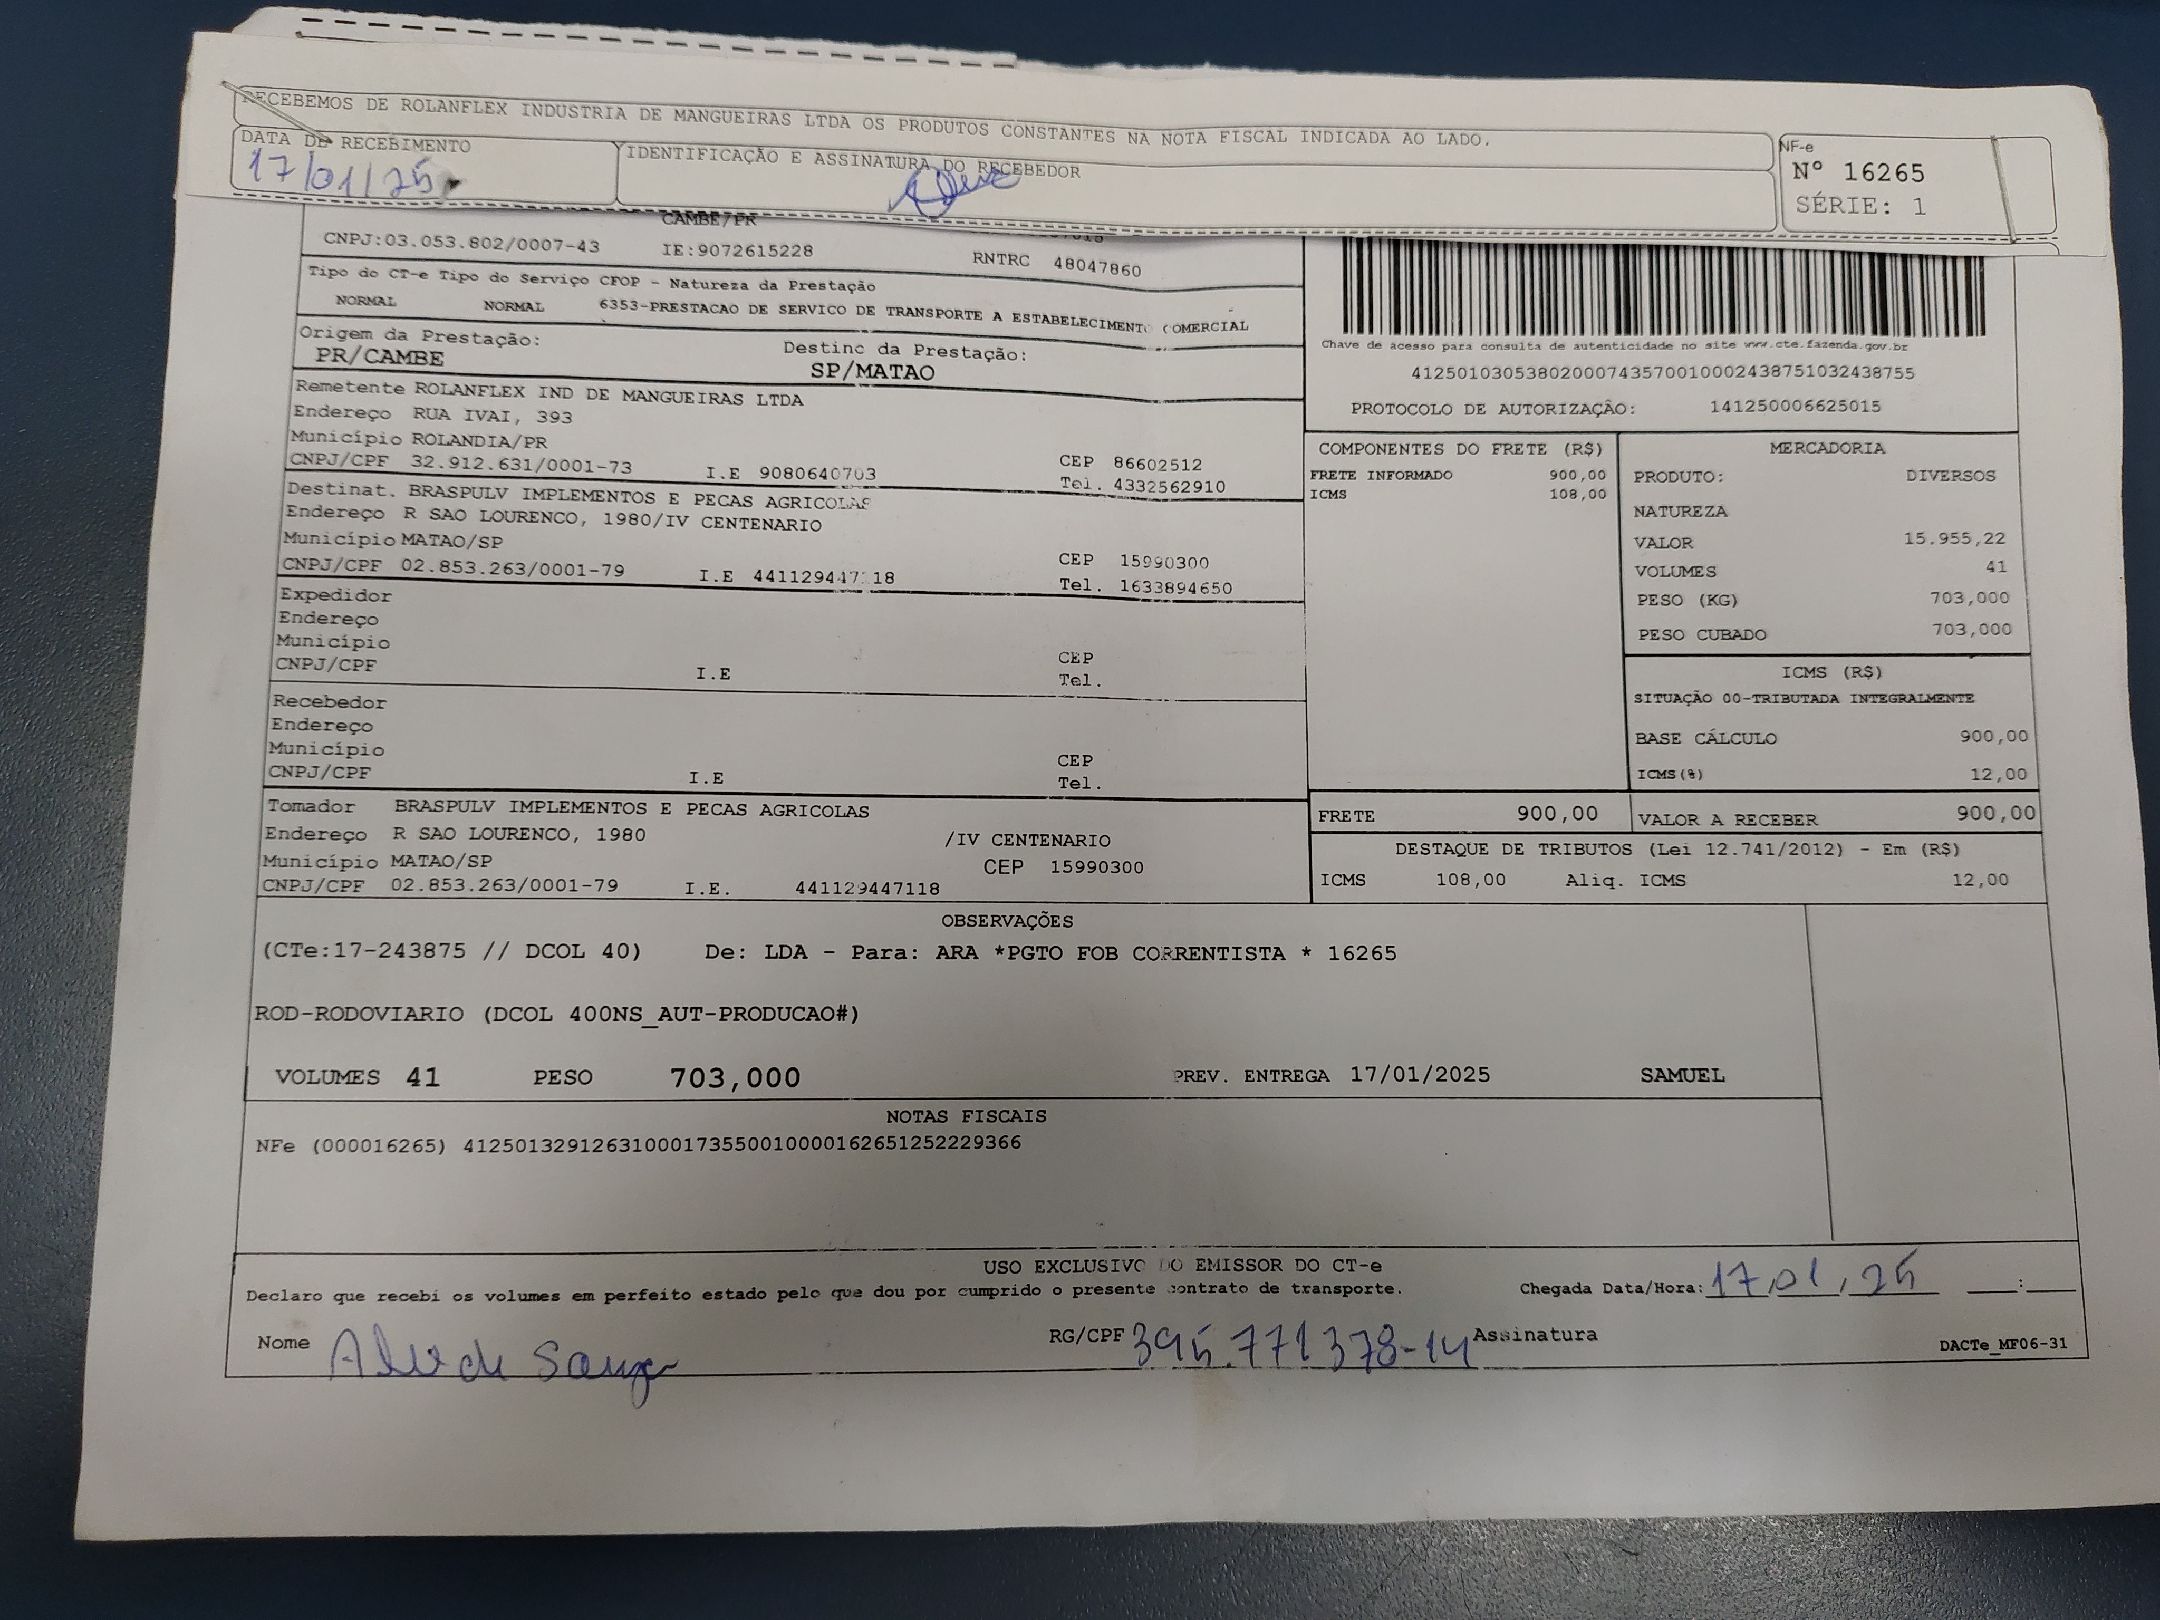 RECEBEMOS DE ROLANFLEX INDUSTRIA DE MANGUEIRAS LTDA OS PRODUTOS CONSTANTES NA NOTA FISCAL INDICADA AO LADO.
DATA DE RECEBIMENTO
17/01/25
IDENTIFICAÇÃO E ASSINATURA DO RECEBEDOR
NF-e
Nº 16265
SÉRIE: 1
CAMBE/PR
CNPJ:03.053.802/0007-43 IE:9072615228 RNTRC 48047860
Tipo do CT-e Tipo do Serviço CFOP - Natureza da Prestação
NORMAL NORMAL 6353-PRESTACAO DE SERVICO DE TRANSPORTE A ESTABELECIMENTO COMERCIAL
Origem da Prestação: Destino da Prestação:
PR/CAMBE SP/MATAO
Remetente ROLANFLEX IND DE MANGUEIRAS LTDA
Endereço RUA IVAI, 393
Município ROLANDIA/PR CEP 86602512
CNPJ/CPF 32.912.631/0001-73 I.E 9080640703 Tel. 4332562910
Destinat. BRASPULV IMPLEMENTOS E PECAS AGRICOLAS
Endereço R SAO LOURENCO, 1980/IV CENTENARIO
Município MATAO/SP CEP 15990300
CNPJ/CPF 02.853.263/0001-79 I.E 441129447118 Tel. 1633894650
Expedidor
Endereço
Município CEP
CNPJ/CPF I.E Tel.
Recebedor
Endereço
Município CEP
CNPJ/CPF I.E Tel.
Tomador BRASPULV IMPLEMENTOS E PECAS AGRICOLAS
Endereço R SAO LOURENCO, 1980 /IV CENTENARIO
Município MATAO/SP CEP 15990300
CNPJ/CPF 02.853.263/0001-79 I.E. 441129447118
Chave de acesso para consulta de autenticidade no site www.cte.fazenda.gov.br
41250103053802000743570010002438751032438755
PROTOCOLO DE AUTORIZAÇÃO: 141250006625015
COMPONENTES DO FRETE (R$)
FRETE INFORMADO 900,00
ICMS 108,00
MERCADORIA
PRODUTO: DIVERSOS
NATUREZA
VALOR 15.955,22
VOLUMES 41
PESO (KG) 703,000
PESO CUBADO 703,000
ICMS (R$)
SITUAÇÃO 00-TRIBUTADA INTEGRALMENTE
BASE CÁLCULO 900,00
ICMS(%) 12,00
FRETE 900,00 VALOR A RECEBER 900,00
DESTAQUE DE TRIBUTOS (Lei 12.741/2012) - Em (R$)
ICMS 108,00 Aliq. ICMS 12,00
OBSERVAÇÕES
(CTe:17-243875 // DCOL 40) De: LDA - Para: ARA *PGTO FOB CORRENTISTA * 16265
ROD-RODOVIARIO (DCOL 400NS_AUT-PRODUCAO#)
VOLUMES 41 PESO 703,000 PREV. ENTREGA 17/01/2025 SAMUEL
NOTAS FISCAIS
NFe (000016265) 41250132912631000173550010000162651252229366
USO EXCLUSIVO DO EMISSOR DO CT-e
Declaro que recebi os volumes em perfeito estado pelo que dou por cumprido o presente contrato de transporte. Chegada Data/Hora: 17,01,25 :
Nome RG/CPF 395.771378-14 Assinatura
DACTe_MF06-31